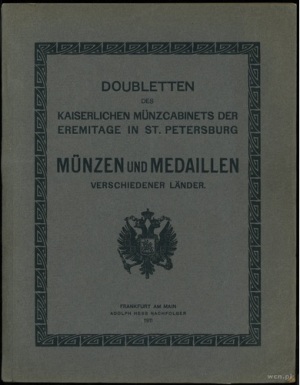 DOUBLETTEN
DES
KAISERLICHEN MÜNZCABINETS DER
EREMITAGE IN ST. PETERSBURG
MÜNZEN UND MEDAILLEN
VERSCHIEDENER LÄNDER.
FRANKFURT AM MAIN
ADOLPH HESS NACHFOLGER